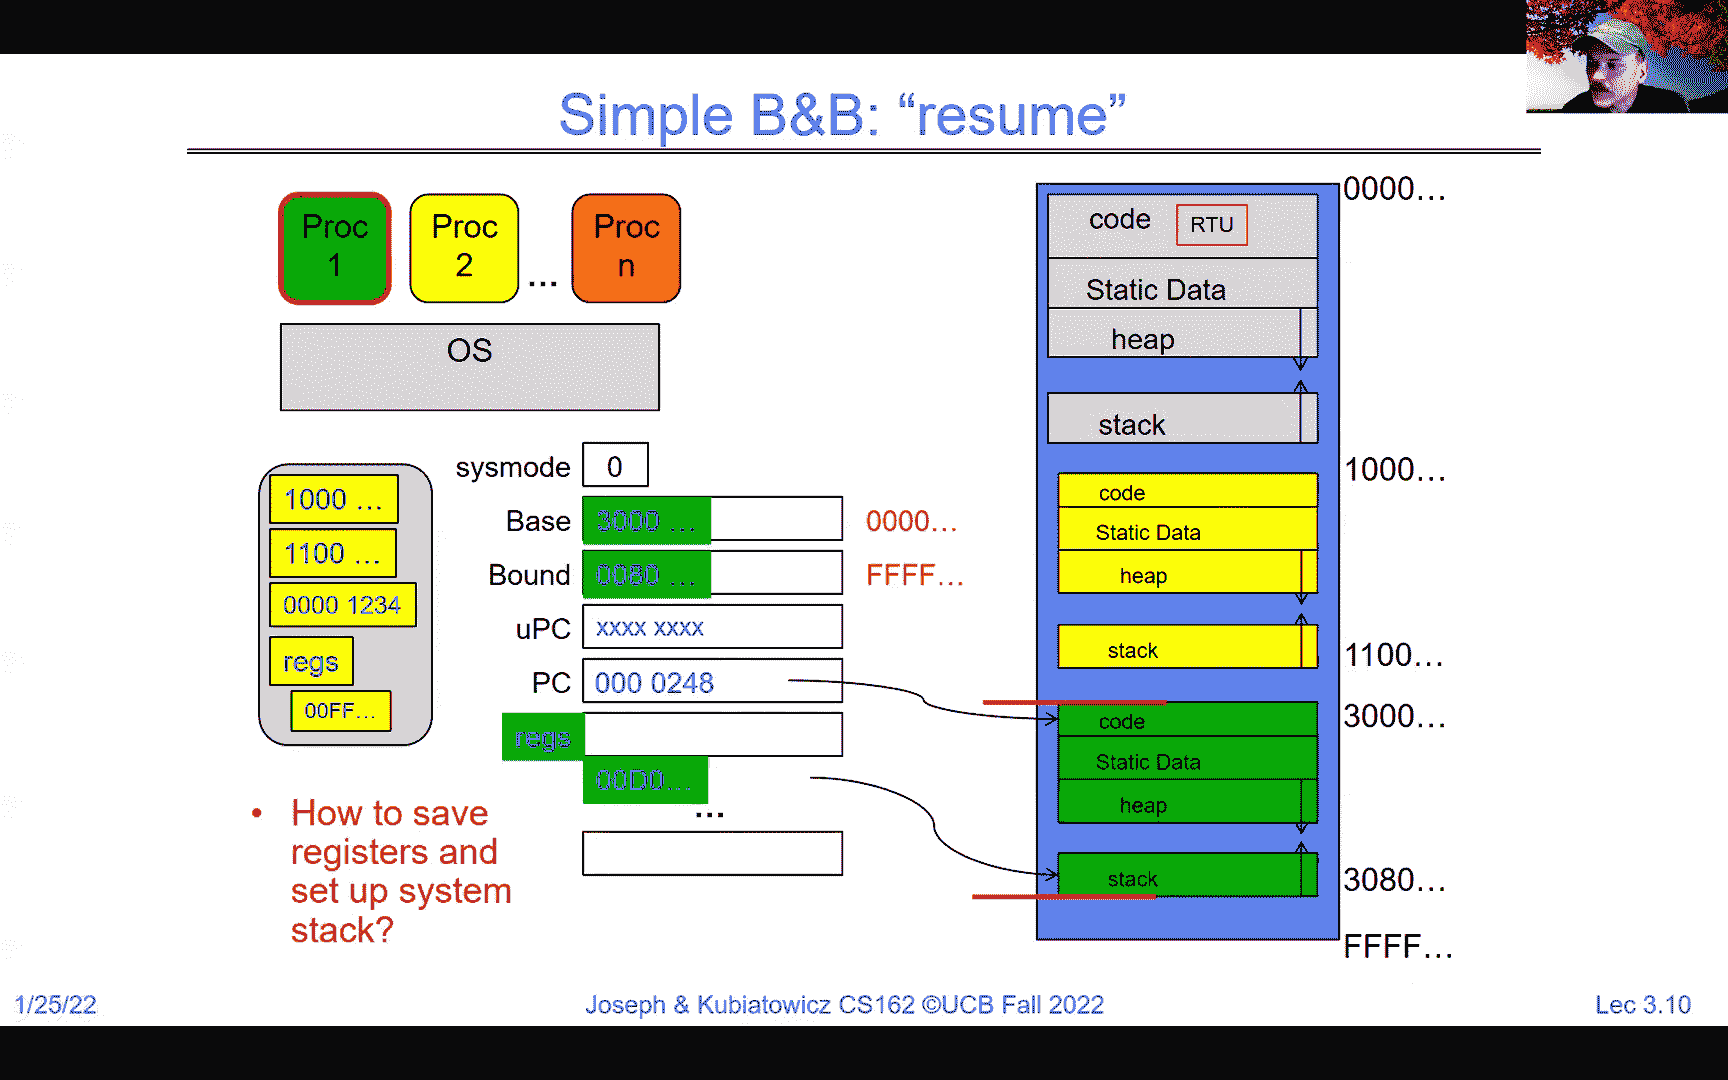 Simple B&B: “resume”
Proc
1
Proc
2
...
Proc
n
OS
sysmode
0
Base
3000 …
0000…
Bound
0080 …
FFFF…
uPC
xxxx xxxx
PC
000 0248
regs
00D0…
...
1000 …
1100 …
0000 1234
regs
00FF…
• How to save
registers and
set up system
stack?
code
RTU
Static Data
heap
stack
code
Static Data
heap
stack
code
Static Data
heap
stack
0000…
1000…
1100…
3000…
3080…
FFFF…
1/25/22
Joseph & Kubiatowicz CS162 ©UCB Fall 2022
Lec 3.10